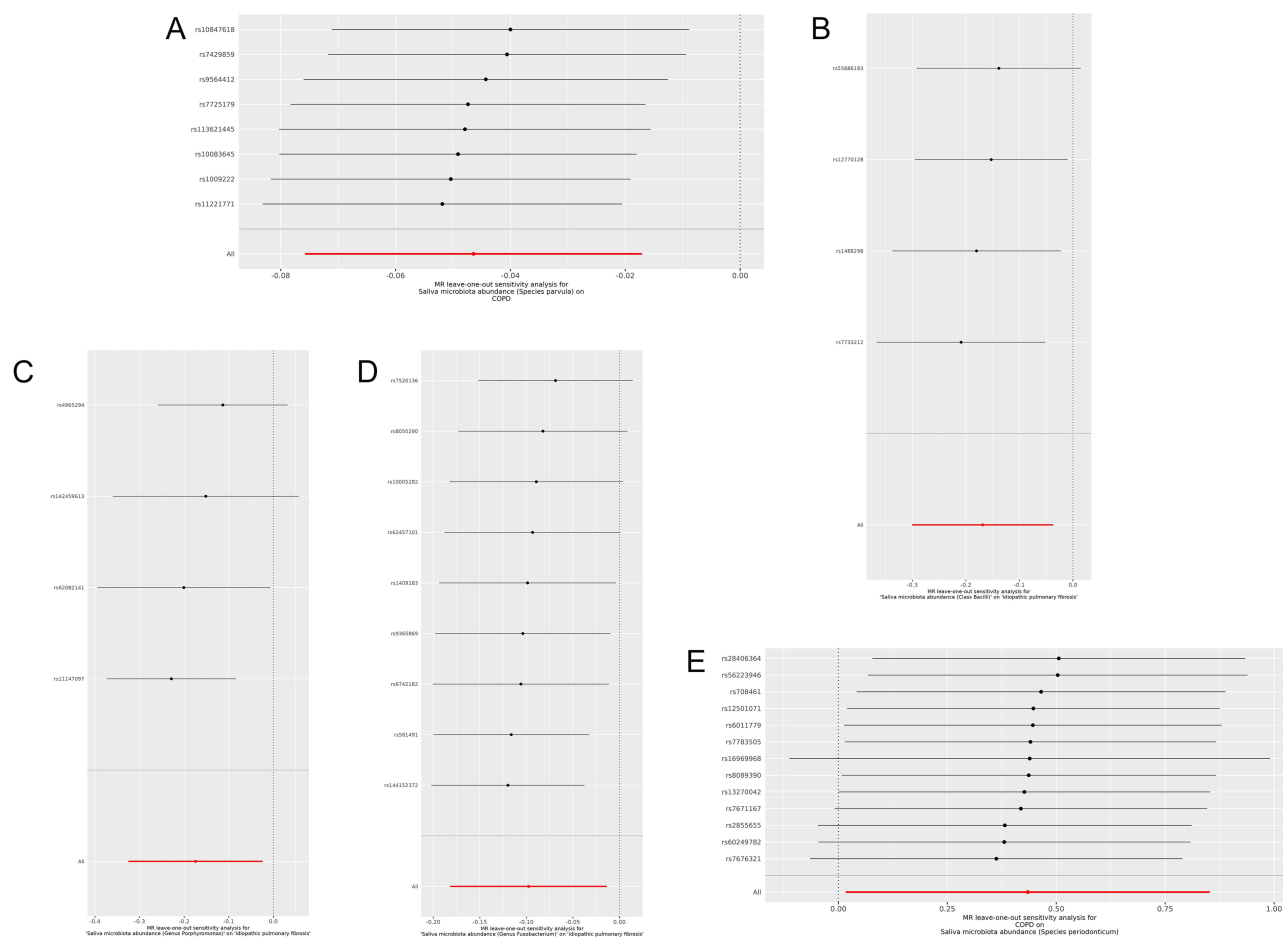 A
rs10847618
rs7429859
rs9564412
rs7725179
rs113621445
rs10083645
rs1009222
rs11221771
All
-0.08 -0.06 -0.04 -0.02 0.00
MR leave-one-out sensitivity analysis for
Saliva microbiota abundance (Species parvula) on
COPD
B
rs55886183
rs12770128
rs1488298
rs7733212
All
-0.3 -0.2 -0.1 0.0
MR leave-one-out sensitivity analysis for
'Saliva microbiota abundance (Class Bacilli)' on 'idiopathic pulmonary fibrosis'
C
rs4965294
rs142459613
rs62082141
rs11147097
All
-0.4 -0.3 -0.2 -0.1 0.0
MR leave-one-out sensitivity analysis for
'Saliva microbiota abundance (Genus Porphyromonas)' on 'idiopathic pulmonary fibrosis'
D
rs7520136
rs8050290
rs10005282
rs62457101
rs1409183
rs9365869
rs6742182
rs581491
rs144152372
All
-0.20 -0.15 -0.10 -0.05 0.00
MR leave-one-out sensitivity analysis for
'Saliva microbiota abundance (Genus Fusobacterium)' on 'idiopathic pulmonary fibrosis'
E
rs28406364
rs56223946
rs708461
rs12501071
rs6011779
rs7783505
rs16969968
rs8089390
rs13270042
rs7671167
rs2855655
rs60249782
rs7676321
All
0.00 0.25 0.50 0.75 1.00
MR leave-one-out sensitivity analysis for
COPD on
Saliva microbiota abundance (Species periodonticum)